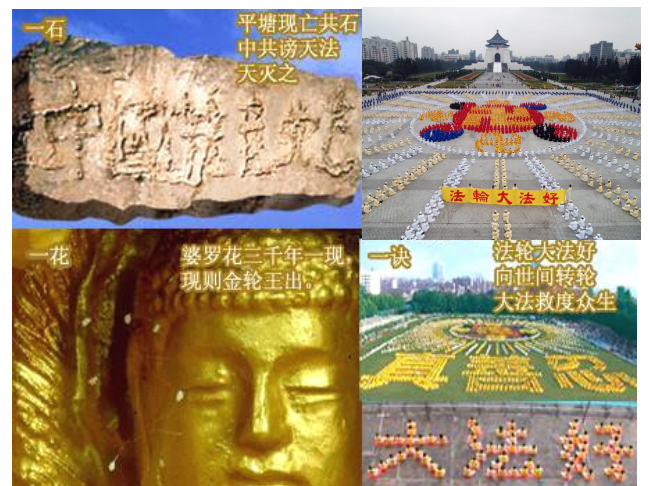 一石
平塘现亡共石
中共谤天法
天灭之
法輪大法好
一花
婆罗花三千年一现
现则金轮王出。
一诀
法轮大法好
向世间转轮
大法救度众生
真善忍
大法好